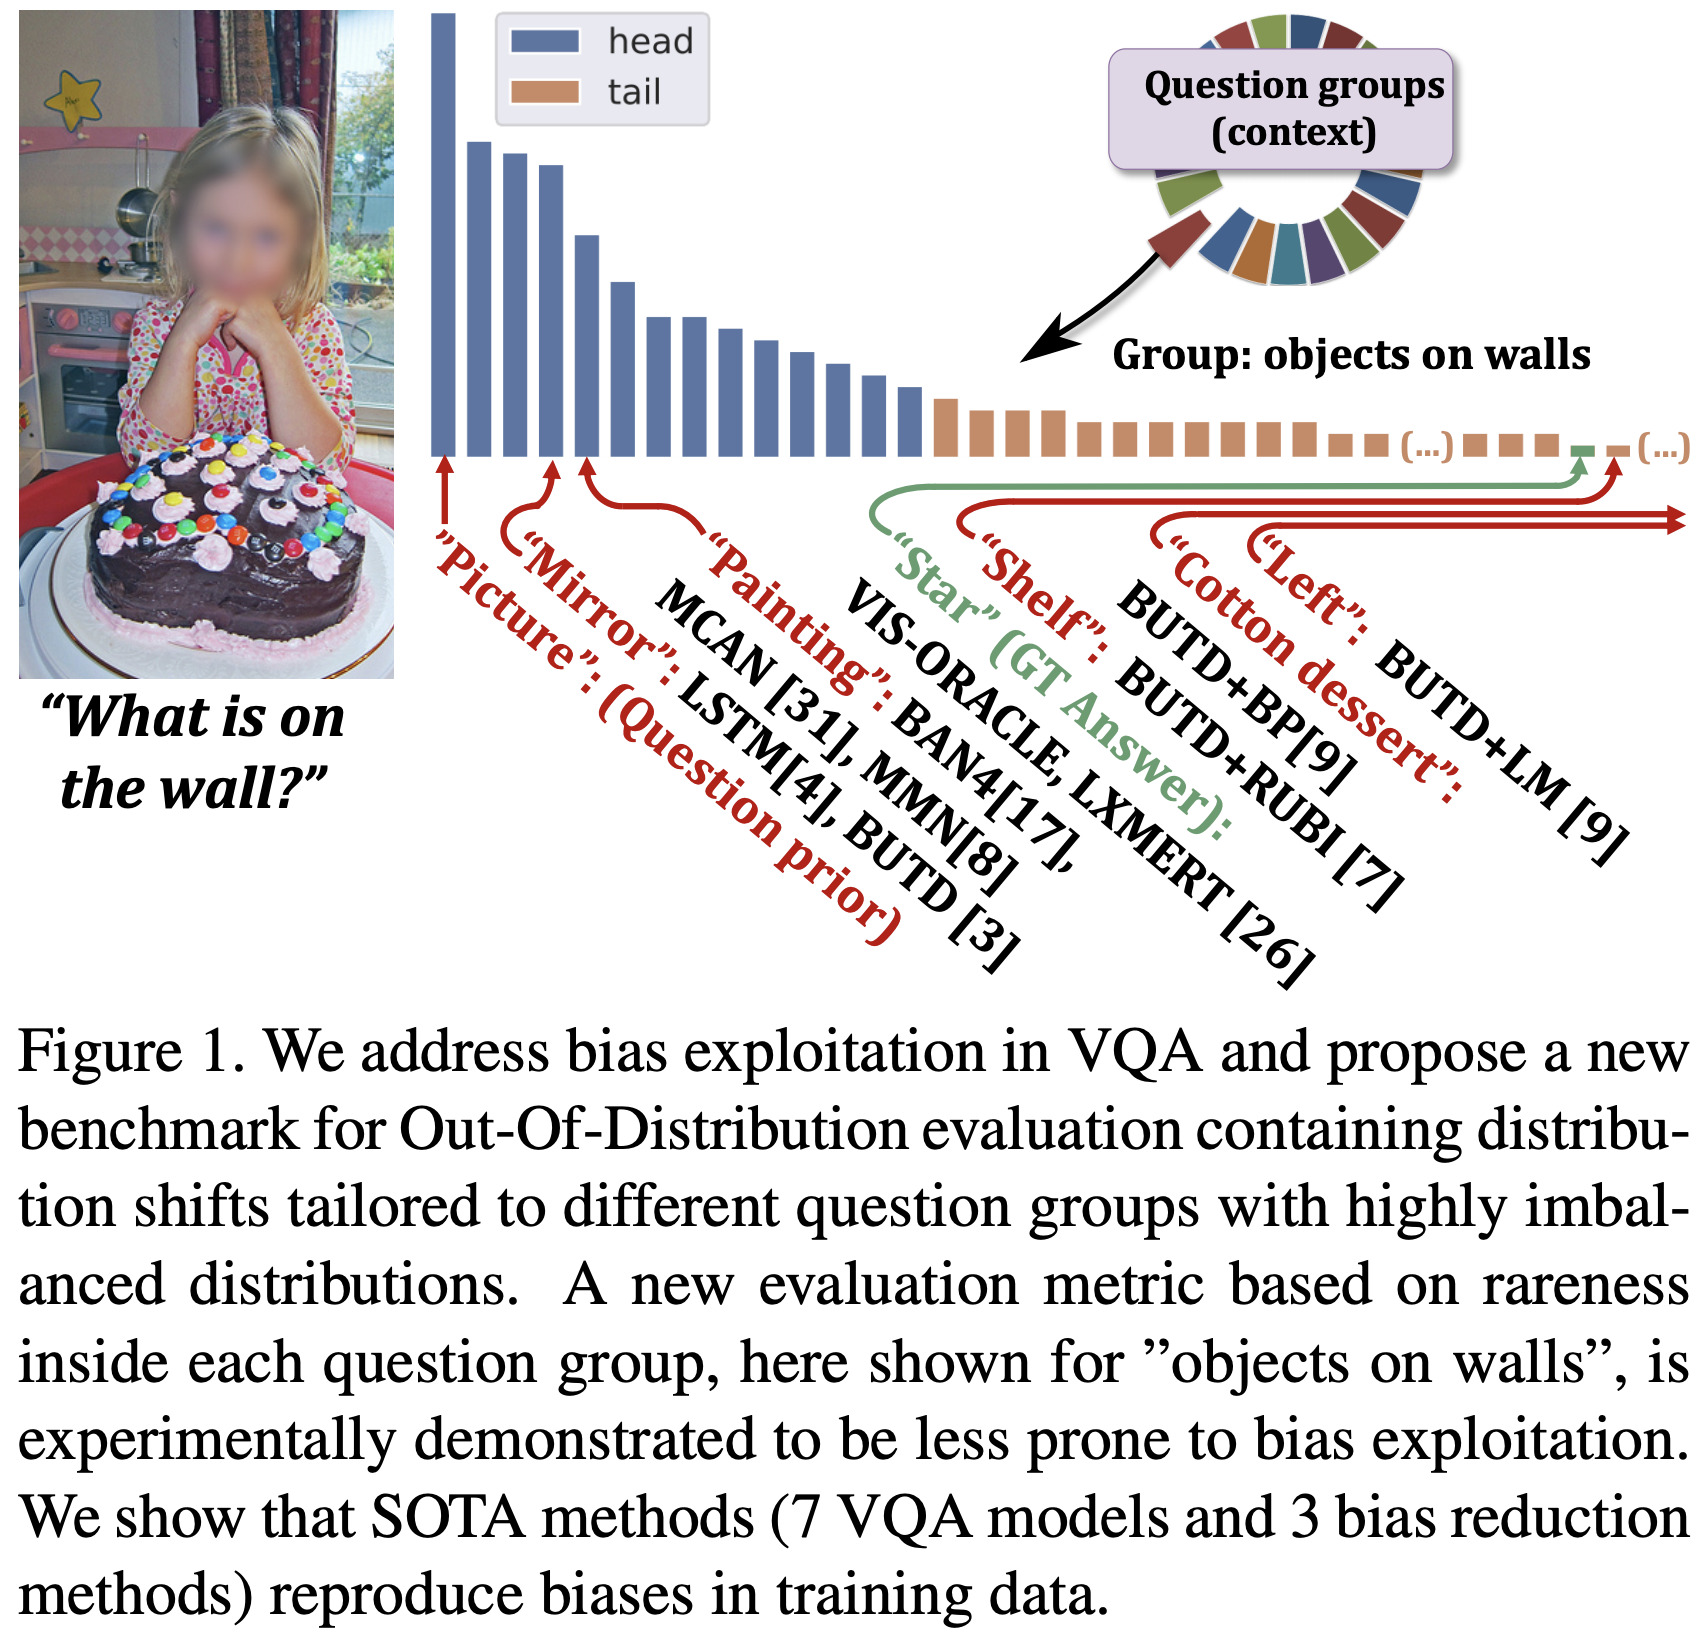 head
tail
Question groups
(context)
Group: objects on walls
(...)
(...)
”Picture”: (Question prior)
“Mirror”: LSTM[4], BUTD [3]
MCAN [31], MMN[8]
“Painting”: BAN4[17],
VIS-ORACLE, LXMERT [26]
“Star” (GT Answer):
“Shelf”: BUTD+RUBI [7]
BUTD+BP[9]
“Cotton dessert”:
“Left”: BUTD+LM [9]
“What is on
the wall?”
Figure 1. We address bias exploitation in VQA and propose a new
benchmark for Out-Of-Distribution evaluation containing distribu-
tion shifts tailored to different question groups with highly imbal-
anced distributions. A new evaluation metric based on rareness
inside each question group, here shown for ”objects on walls”, is
experimentally demonstrated to be less prone to bias exploitation.
We show that SOTA methods (7 VQA models and 3 bias reduction
methods) reproduce biases in training data.